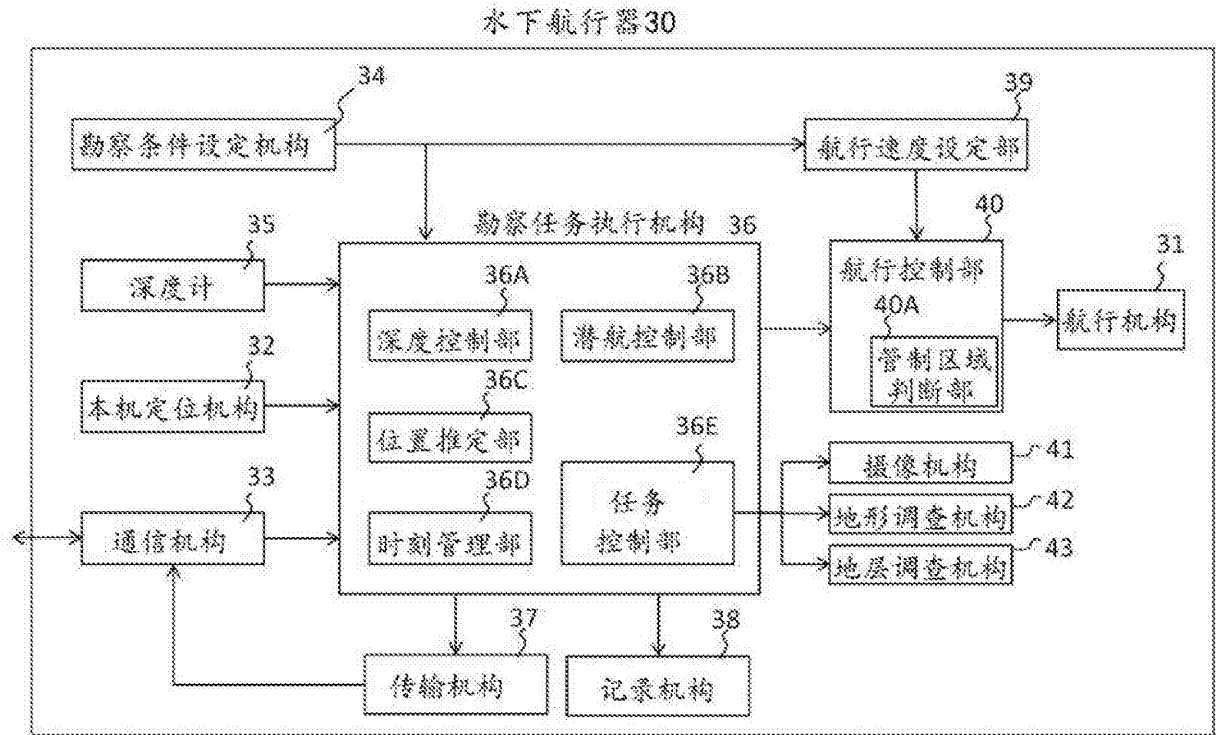 水下航行器30
34
勘察条件设定机构
39
航行速度设定部
35
深度计
勘察任务执行机构 36
40
航行控制部
31
航行机构
36A
深度控制部
36B
潜航控制部
40A
管制区域
判断部
32
本机定位机构
36C
位置推定部
36E
任务
控制部
41
摄像机构
33
通信机构
36D
时刻管理部
42
地形调查机构
43
地层调查机构
37
传输机构
38
记录机构